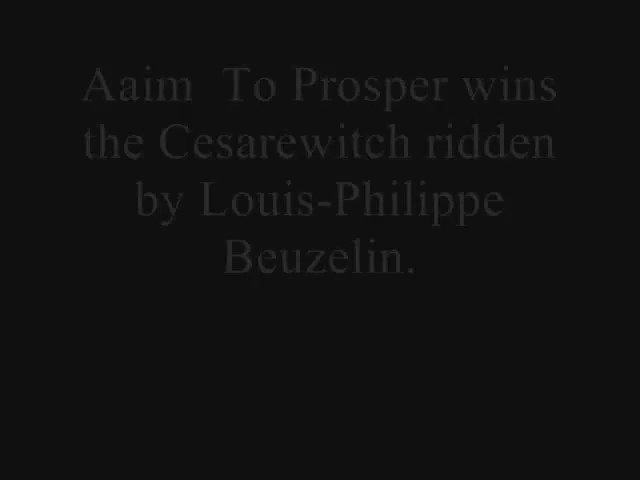 Aaim To Prosper wins
the Cesarewitch ridden
by Louis-Philippe
Beuzelin.